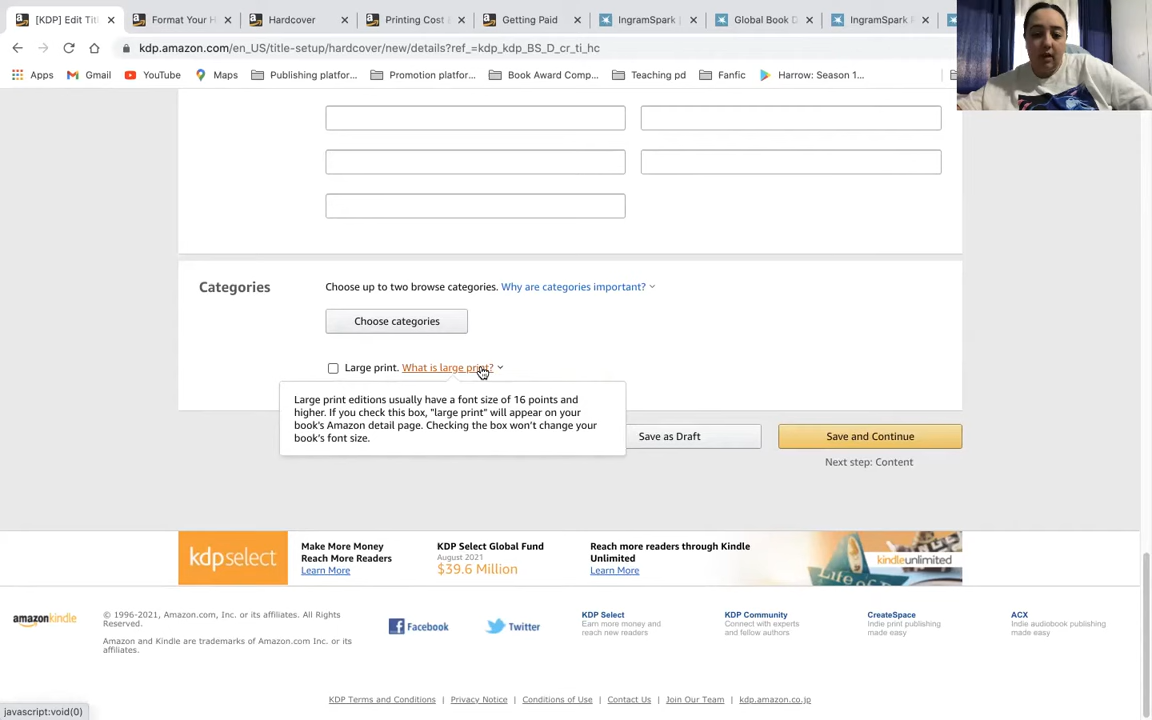 [KDP] Edit Titl
Format Your H
Hardcover
Printing Cost
Getting Paid
IngramSpark
Global Book D
IngramSpark
kdp.amazon.com/en_US/title-setup/hardcover/new/details?ref_=kdp_kdp_BS_D_cr_ti_hc
Apps
Gmail
YouTube
Maps
Publishing platfor...
Promotion platfor...
Book Award Comp...
Teaching pd
Fanfic
Harrow: Season 1...
Categories
Choose up to two browse categories. Why are categories important?
Choose categories
Large print. What is large print?
Large print editions usually have a font size of 16 points and
higher. If you check this box, "large print" will appear on your
book's Amazon detail page. Checking the box won't change your
book's font size.
Save as Draft
Save and Continue
Next step: Content
kdpselect
Make More Money
Reach More Readers
Learn More
KDP Select Global Fund
August 2021
$39.6 Million
Reach more readers through Kindle
Unlimited
Learn More
kindleunlimited
amazonkindle
© 1996-2021, Amazon.com, Inc. or its affiliates. All Rights
Reserved.
Amazon and Kindle are trademarks of Amazon.com Inc. or its
affiliates.
Facebook
Twitter
KDP Select
Earn more money and
reach new readers
KDP Community
Connect with experts
and fellow authors
CreateSpace
Indie print publishing
made easy
ACX
Indie audiobook publishing
made easy
KDP Terms and Conditions
Privacy Notice
Conditions of Use
Contact Us
Join Our Team
kdp.amazon.co.jp
javascript:void(0)